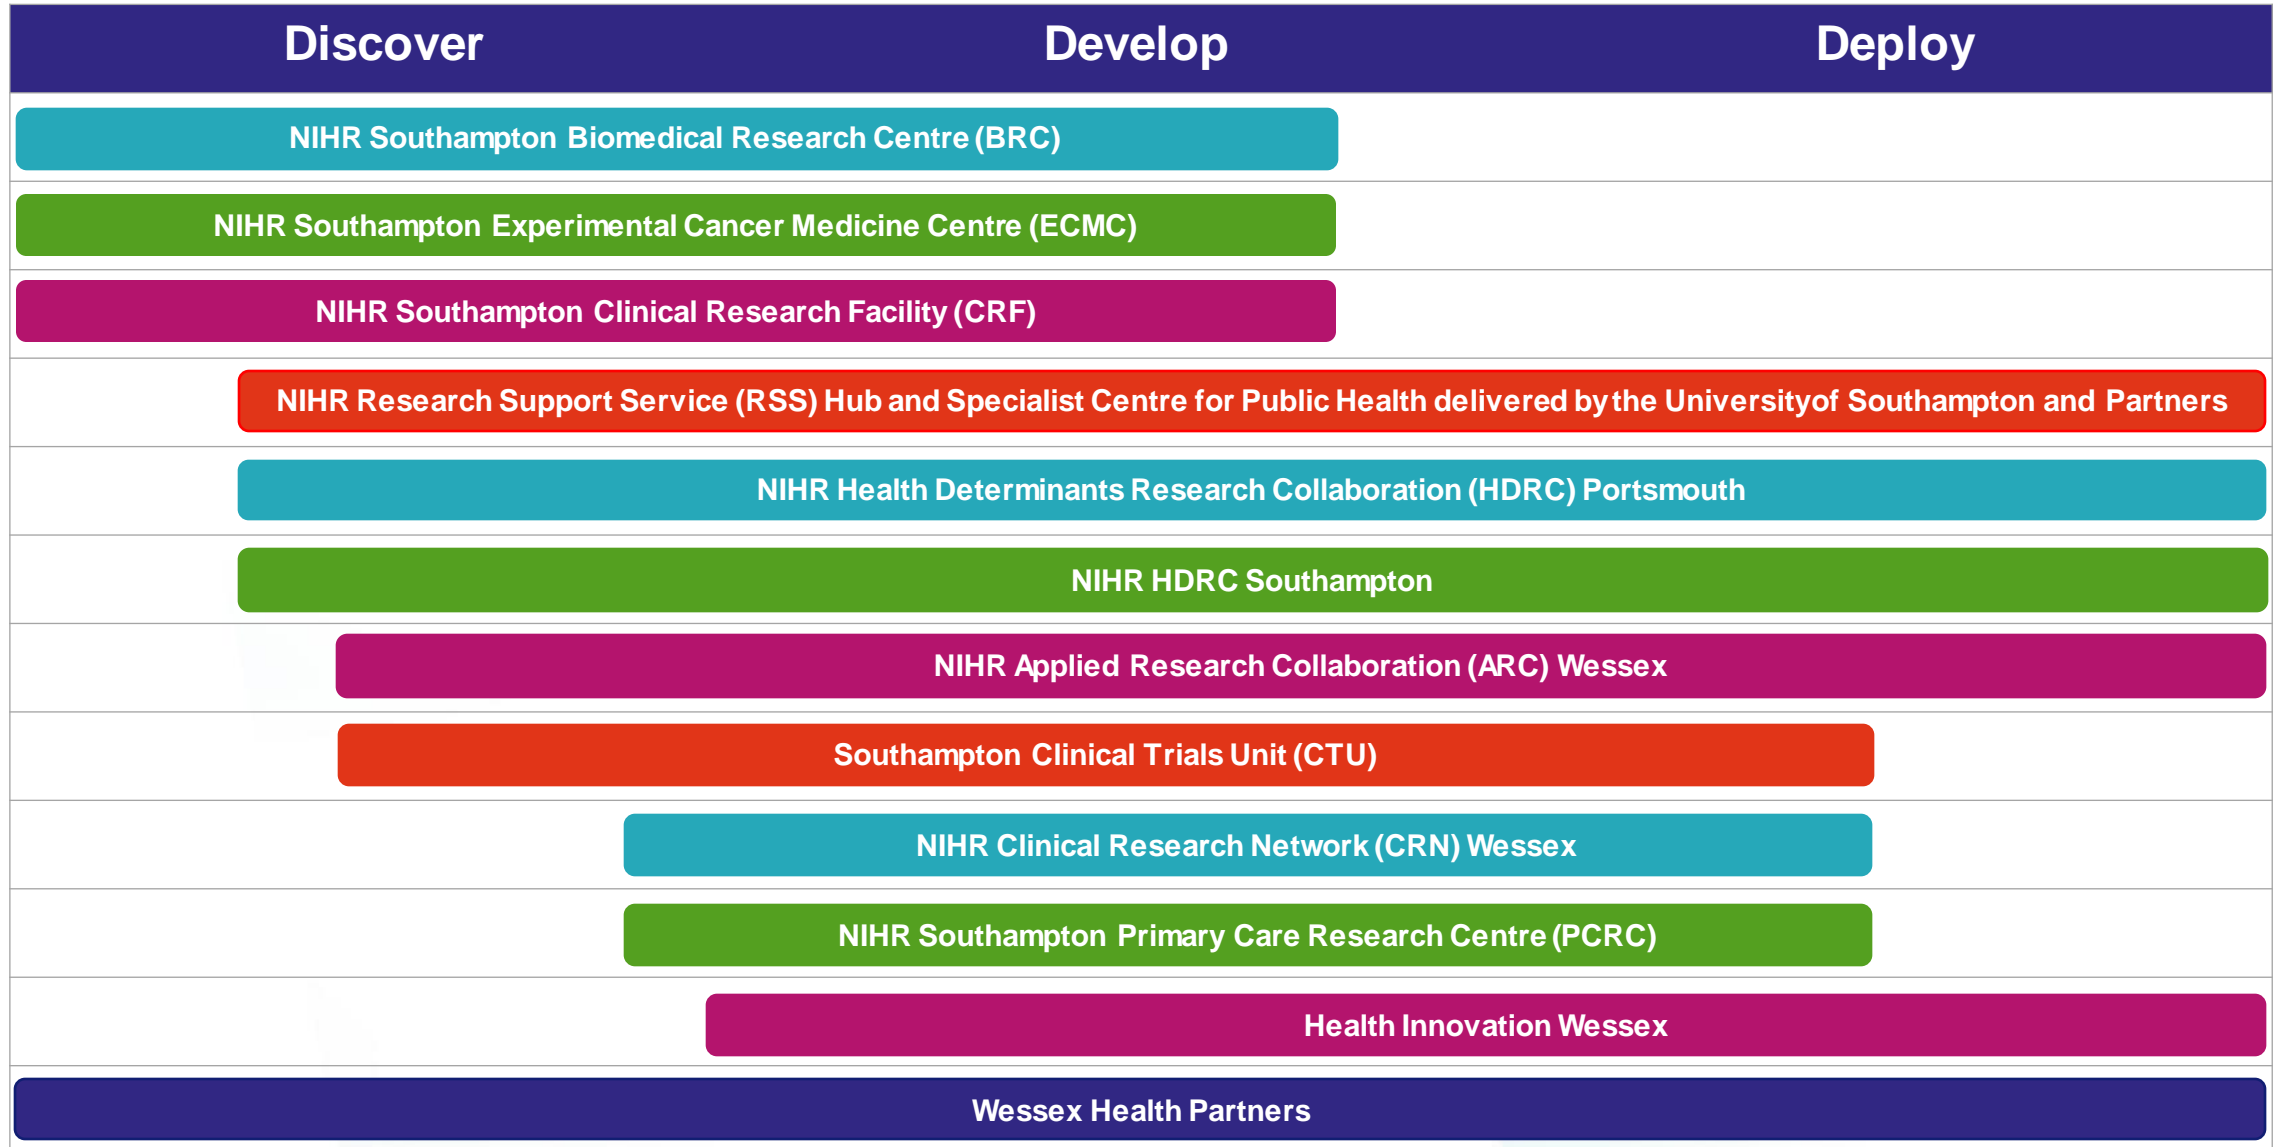 Discover Develop Deploy
NIHR Southampton Biomedical Research Centre (BRC)
NIHR Southampton Experimental Cancer Medicine Centre (ECMC)
NIHR Southampton Clinical Research Facility (CRF)
NIHR Research Support Service (RSS) Hub and Specialist Centre for Public Health delivered by the Universityof Southampton and Partners
NIHR Health Determinants Research Collaboration (HDRC) Portsmouth
NIHR HDRC Southampton
NIHR Applied Research Collaboration (ARC) Wessex
Southampton Clinical Trials Unit (CTU)
NIHR Clinical Research Network (CRN) Wessex
NIHR Southampton Primary Care Research Centre (PCRC)
Health Innovation Wessex
Wessex Health Partners